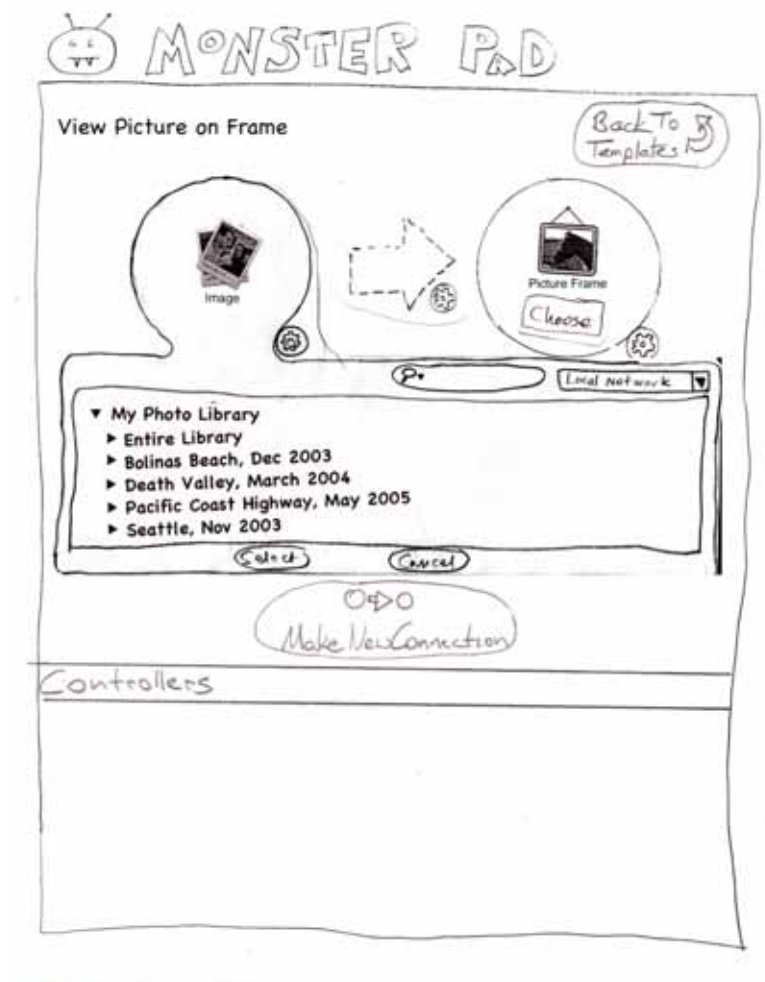 MONSTER PAD
View Picture on Frame
Back To
Templates
Image
Picture Frame
Choose
Local Network
▼ My Photo Library
▶ Entire Library
▶ Bolinas Beach, Dec 2003
▶ Death Valley, March 2004
▶ Pacific Coast Highway, May 2005
▶ Seattle, Nov 2003
Select
Cancel
Make New Connection
Controllers